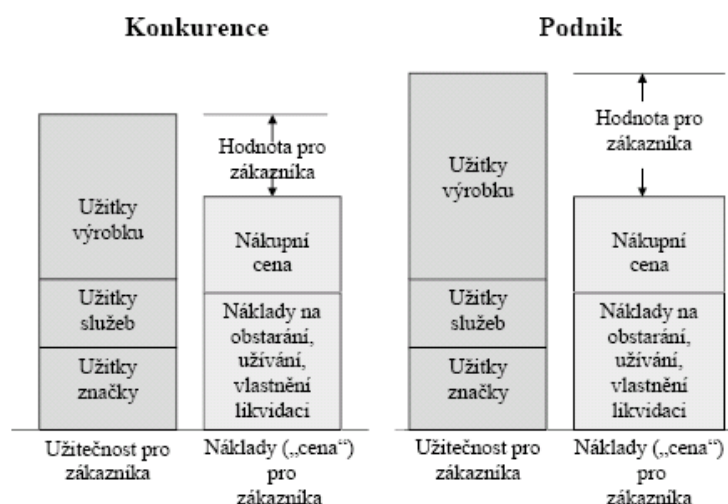 Konkurence
Hodnota pro
zákazníka
Užitky
výrobku
Nákupní
cena
Užitky
služeb
Náklady na
obstarání,
užívání,
vlastnění
likvidaci
Užitky
značky
Užitečnost pro
zákazníka
Náklady („cena“)
pro
zákazníka
Podnik
Hodnota pro
zákazníka
Užitky
výrobku
Nákupní
cena
Užitky
služeb
Náklady na
obstarání,
užívání,
vlastnění
likvidaci
Užitky
značky
Užitečnost pro
zákazníka
Náklady („cena“)
pro
zákazníka